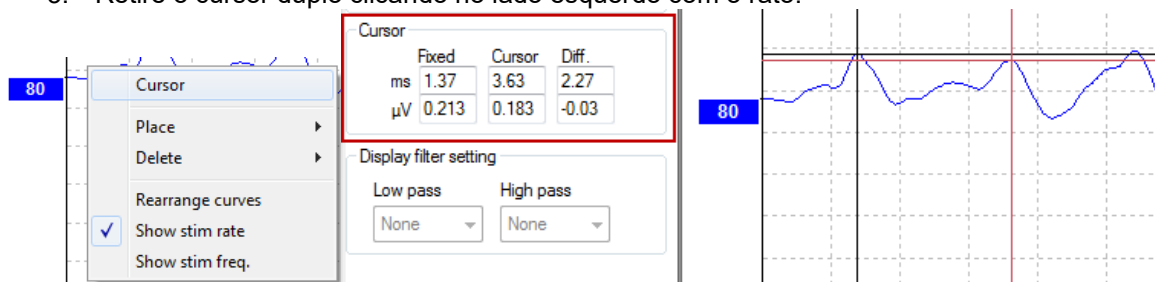 Retire o cursor duplo clicando no lado esquerdo com o rato.
80
Cursor
Place
Delete
Rearrange curves
Show stim rate
Show stim freq.
Cursor
Fixed Cursor Diff.
ms 1.37 3.63 2.27
µV 0.213 0.183 -0.03
Display filter setting
Low pass High pass
None None
80